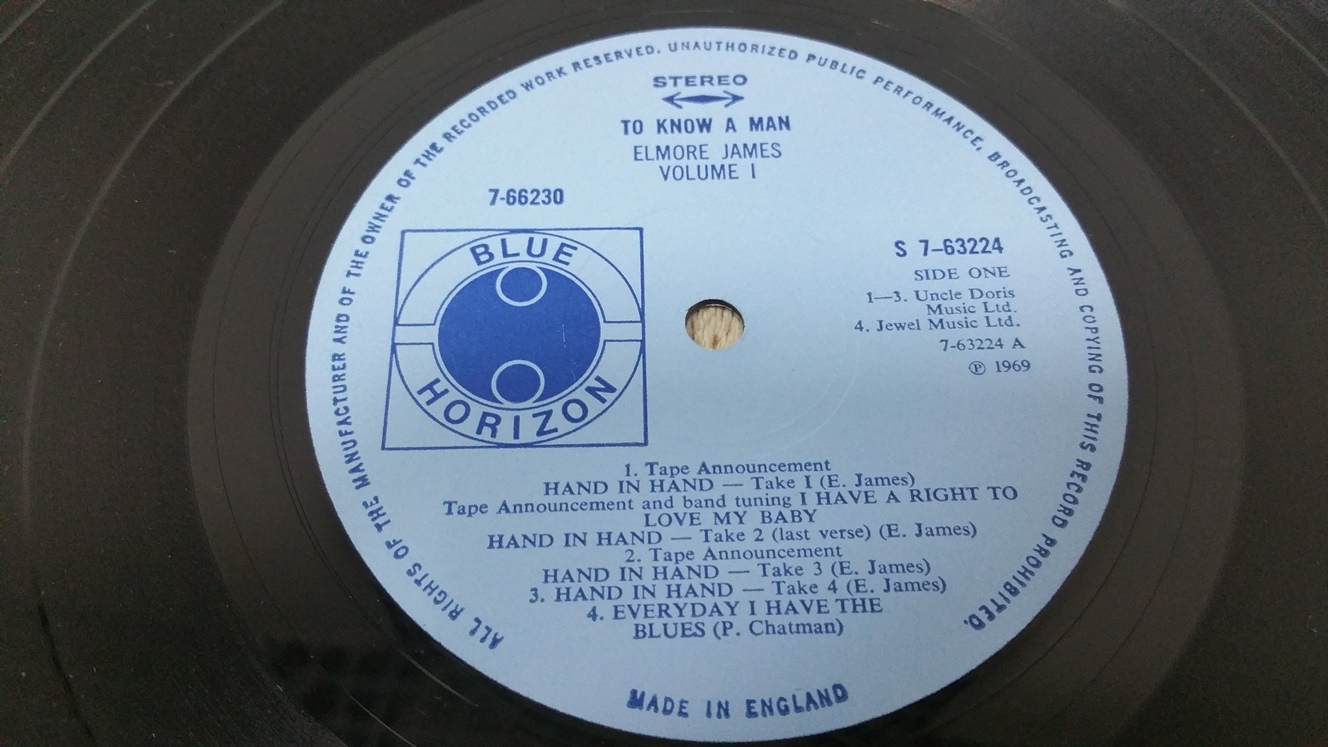 ALL RIGHTS OF THE MANUFACTURER AND OF THE OWNER OF THE RECORDED WORK RESERVED. UNAUTHORIZED PUBLIC PERFORMANCE, BROADCASTING AND COPYING OF THIS RECORD PROHIBITED.
STEREO
TO KNOW A MAN
ELMORE JAMES
VOLUME I
7-66230
BLUE
HORIZON
S 7-63224
SIDE ONE
1—3. Uncle Doris
Music Ltd.
4. Jewel Music Ltd.
7-63224 A
℗ 1969
1. Tape Announcement
HAND IN HAND — Take I (E. James)
Tape Announcement and band tuning I HAVE A RIGHT TO
LOVE MY BABY
HAND IN HAND — Take 2 (last verse) (E. James)
2. Tape Announcement
HAND IN HAND — Take 3 (E. James)
3. HAND IN HAND — Take 4 (E. James)
4. EVERYDAY I HAVE THE
BLUES (P. Chatman)
MADE IN ENGLAND